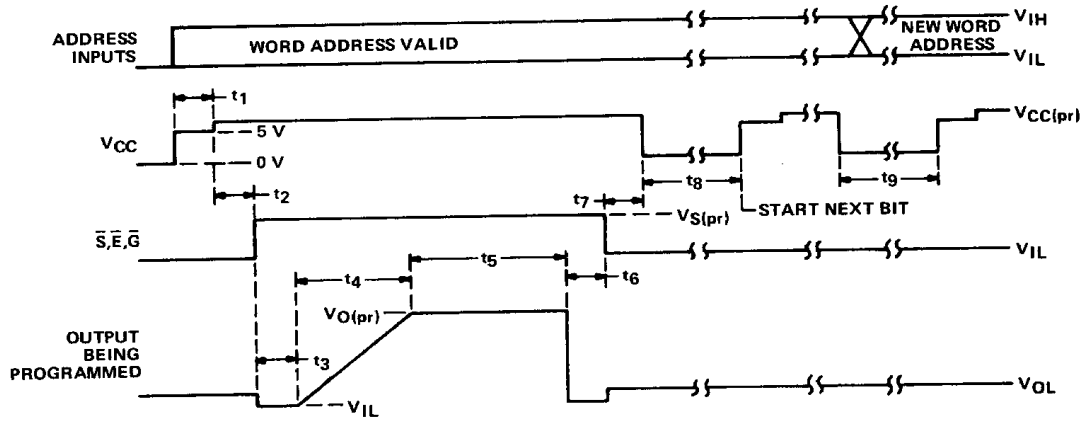 ADDRESS
INPUTS
WORD ADDRESS VALID
NEW WORD
ADDRESS
VIH
VIL
t1
VCC
5 V
0 V
VCC(pr)
t2
t7
t8
t9
START NEXT BIT
VS(pr)
S̅,E̅,G̅
VIL
t4
t5
t6
VO(pr)
OUTPUT
BEING
PROGRAMMED
t3
VIL
VOL